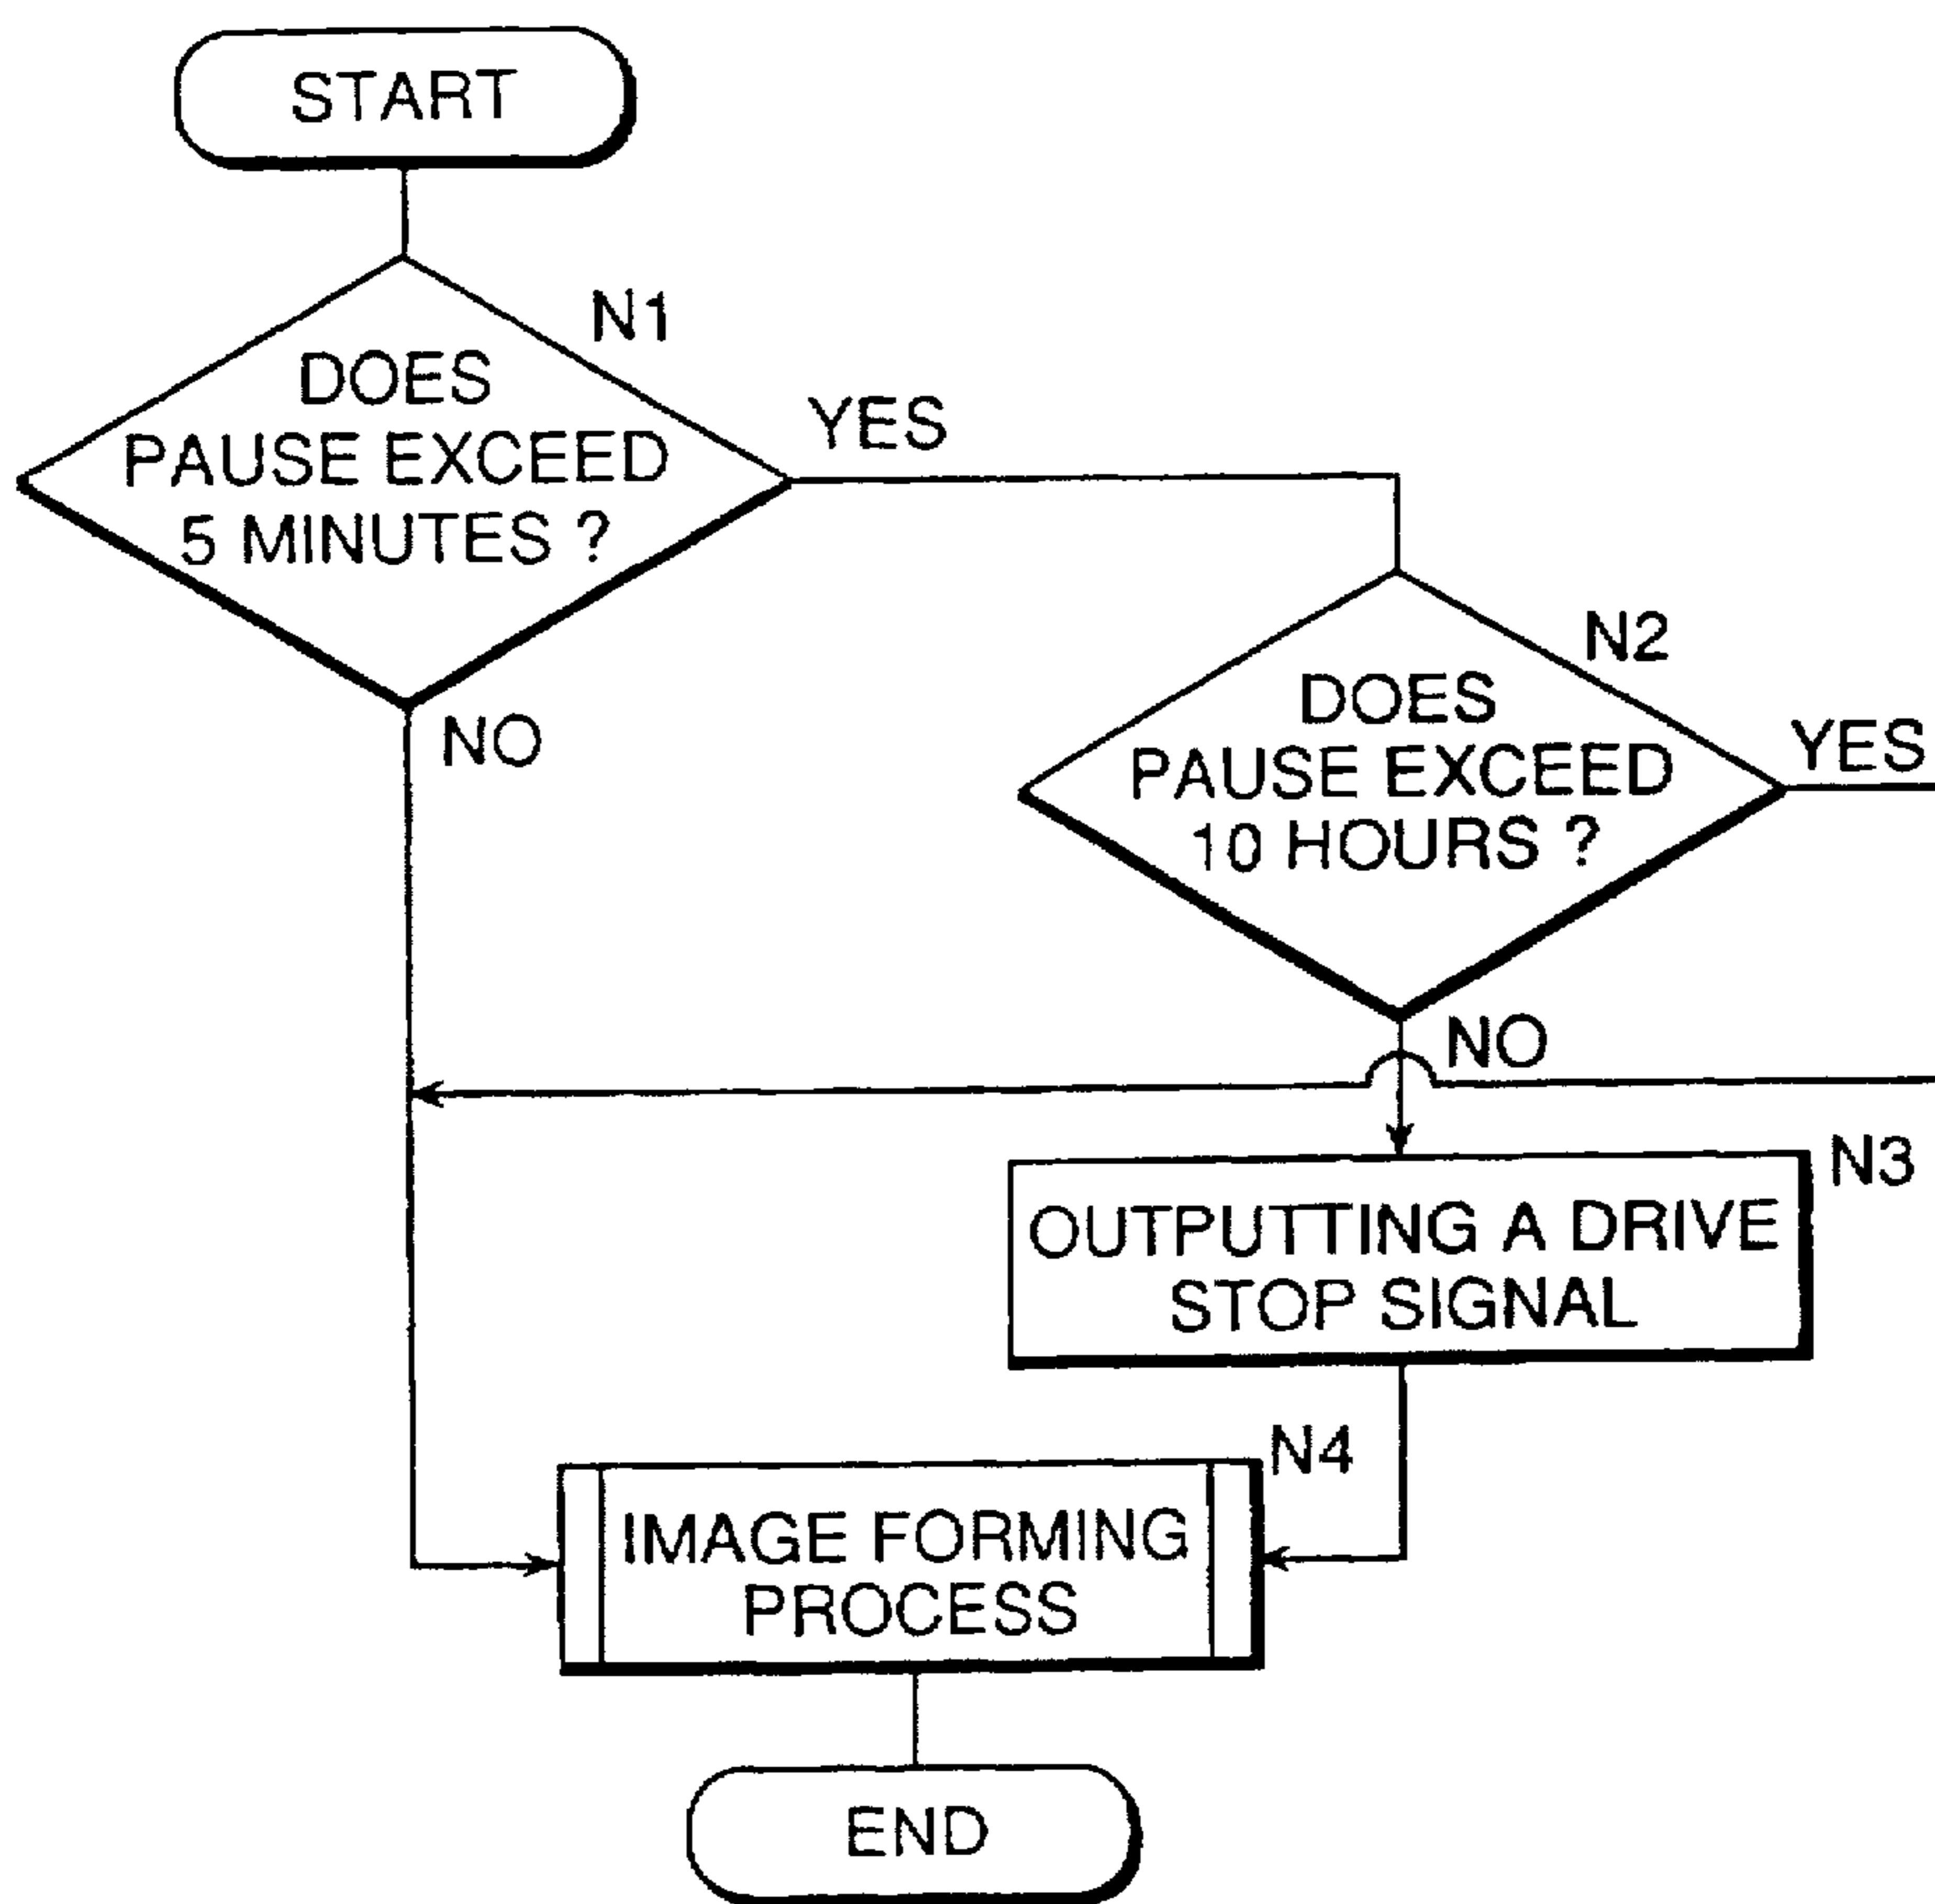 START
N1
DOES
PAUSE EXCEED
5 MINUTES ?
YES
NO
N2
DOES
PAUSE EXCEED
10 HOURS ?
YES
NO
N3
OUTPUTTING A DRIVE
STOP SIGNAL
N4
IMAGE FORMING
PROCESS
END